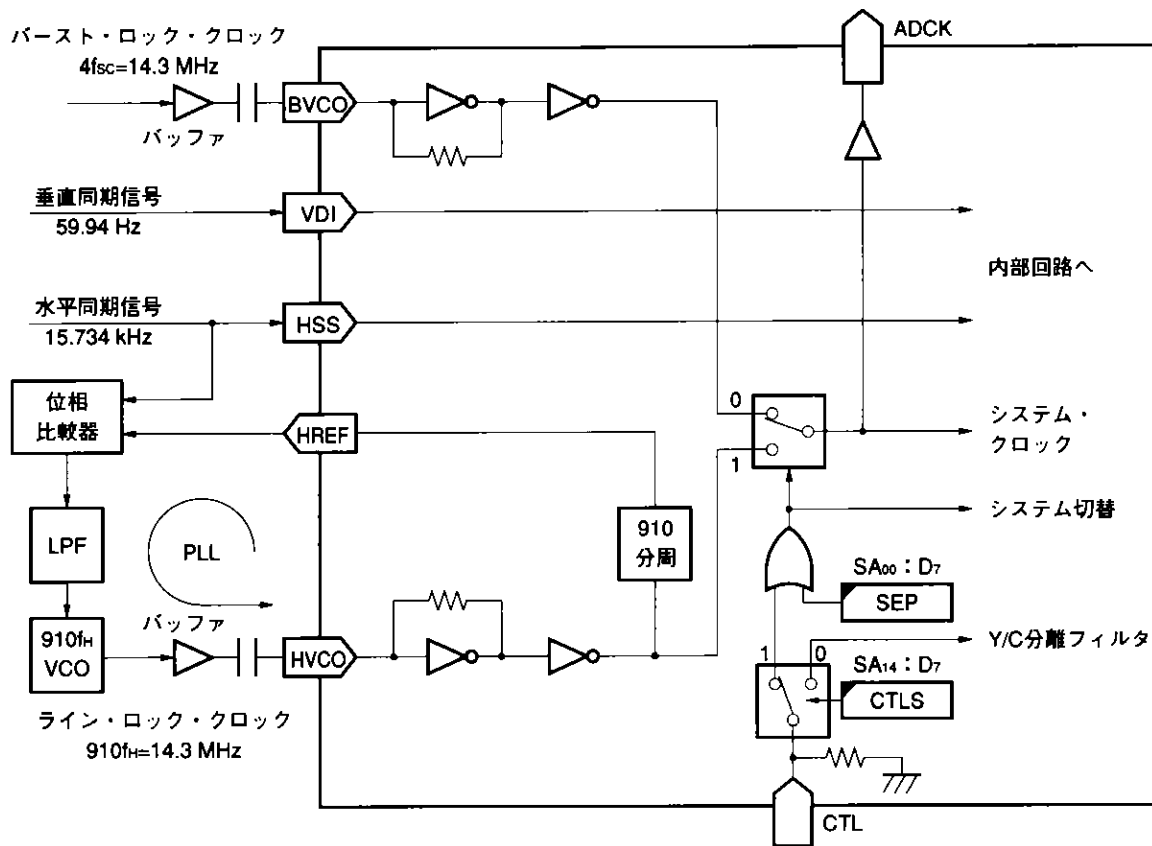 ADCK
バースト・ロック・クロック
4fsc=14.3 MHz
バッファ
BVCO
垂直同期信号
59.94 Hz
VDI
内部回路へ
水平同期信号
15.734 kHz
HSS
位相
比較器
HREF
0
1
システム・
クロック
システム切替
LPF
PLL
910
分周
SA00：D7
SEP
バッファ
910fH
VCO
HVCO
1
0
Y/C分離フィルタ
SA14：D7
CTLS
ライン・ロック・クロック
910fH=14.3 MHz
CTL